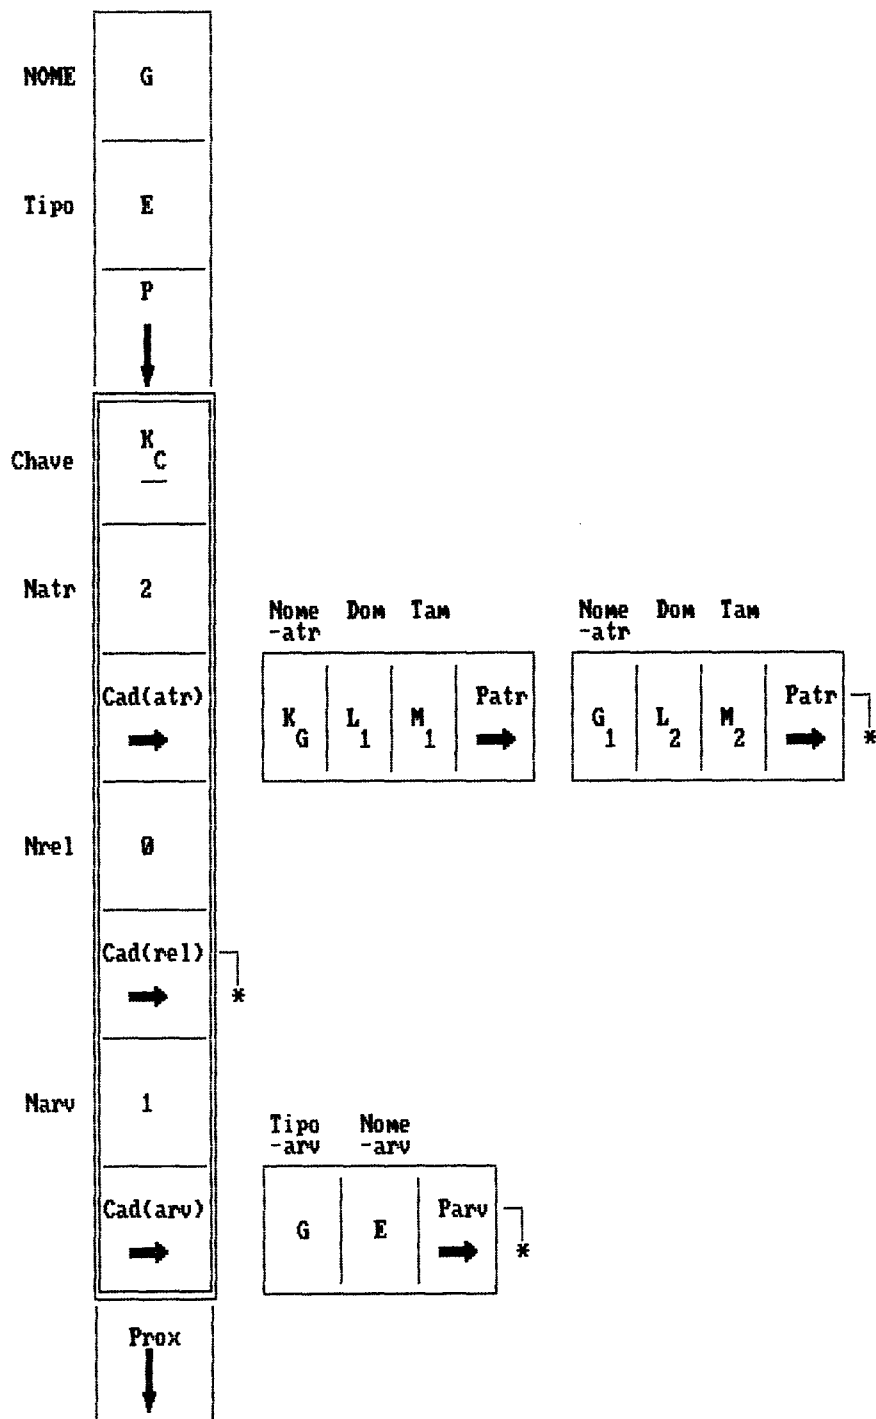 NOME G
Tipo E
P
Chave K
C
Natr 2
Nome Dom Tam Nome Dom Tam
-atr -atr
Cad(atr) Patr Patr
K L M G L M
G 1 1 1 2 2 *
Nrel 0
Cad(rel)
*
Narv 1
Tipo Nome
-arv -arv
Cad(arv) Parv
G E
*
Prox